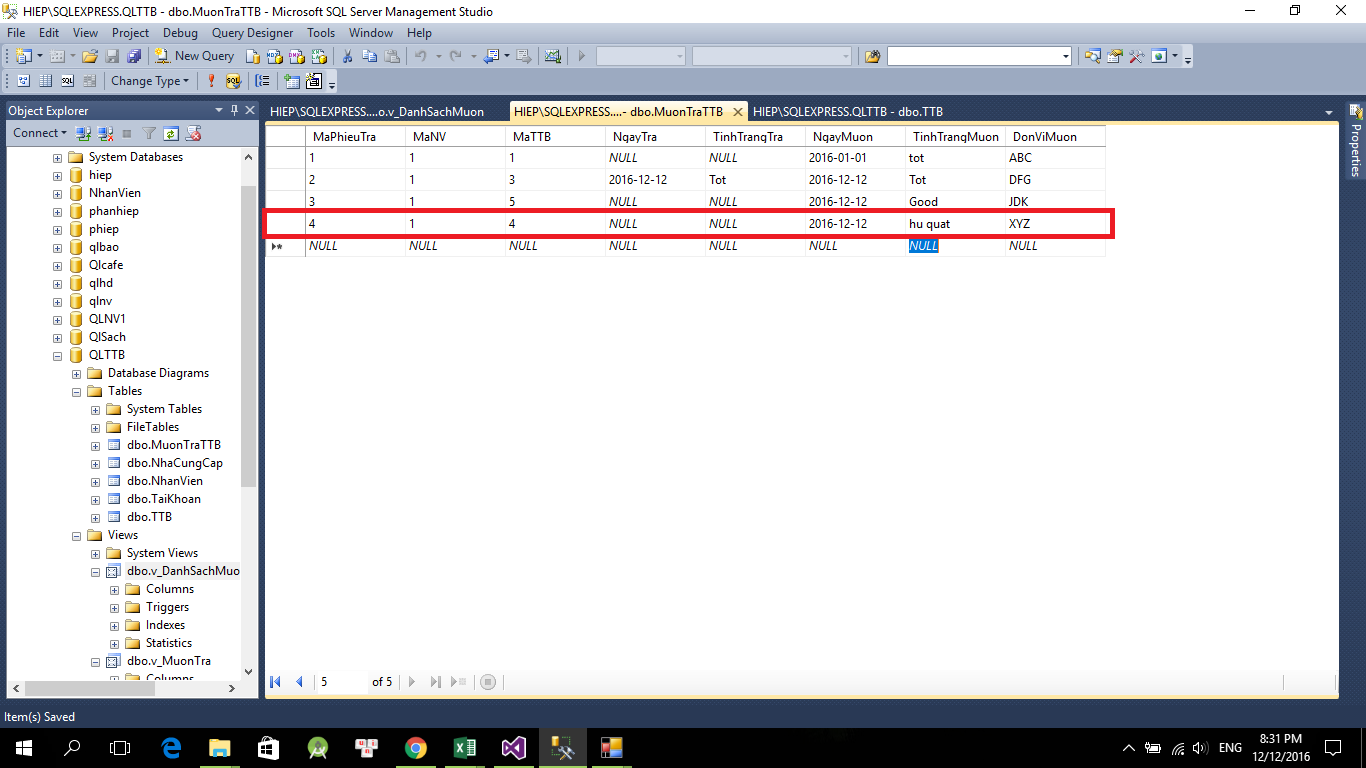 HIEP\SQLEXPRESS.QLTTB - dbo.MuonTraTTB - Microsoft SQL Server Management Studio
File Edit View Project Debug Query Designer Tools Window Help
New Query
Change Type
Object Explorer
Connect
System Databases
hiep
NhanVien
phanhiep
phiep
qlbao
Qlcafe
qlhd
qlnv
QLNV1
QlSach
QLTTB
Database Diagrams
Tables
System Tables
FileTables
dbo.MuonTraTTB
dbo.NhaCungCap
dbo.NhanVien
dbo.TaiKhoan
dbo.TTB
Views
System Views
dbo.v_DanhSachMuo
Columns
Triggers
Indexes
Statistics
dbo.v_MuonTra
Columns
HIEP\SQLEXPRESS....o.v_DanhSachMuon HIEP\SQLEXPRESS....- dbo.MuonTraTTB HIEP\SQLEXPRESS.QLTTB - dbo.TTB
MaPhieuTra MaNV MaTTB NgayTra TinhTrangTra NgayMuon TinhTrangMuon DonViMuon
1 1 1 NULL NULL 2016-01-01 tot ABC
2 1 3 2016-12-12 Tot 2016-12-12 Tot DFG
3 1 5 NULL NULL 2016-12-12 Good JDK
4 1 4 NULL NULL 2016-12-12 hu quat XYZ
NULL NULL NULL NULL NULL NULL NULL NULL
5 of 5
Properties
Item(s) Saved
ENG
8:31 PM
12/12/2016